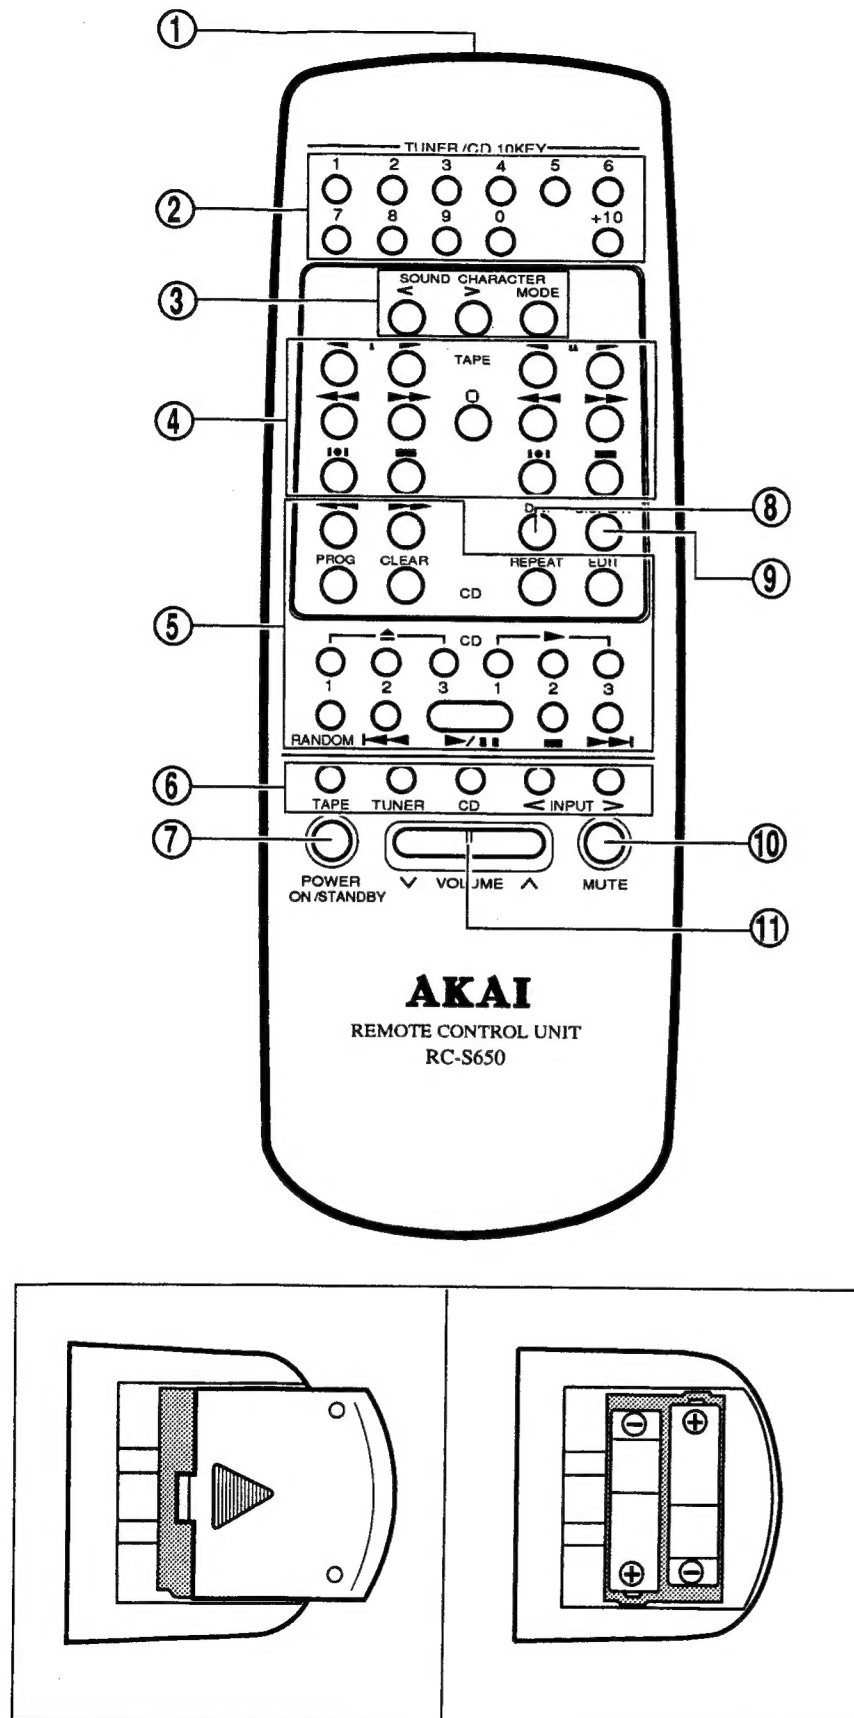 ①
TUNER/CD 10KEY
1 2 3 4 5 6
②
7 8 9 0 +10
SOUND CHARACTER
③
< > MODE
TAPE
④
⑧
PROG CLEAR REPEAT EDIT
⑨
CD
⑤
CD
1 2 3 1 2 3
RANDOM
⑥
TAPE TUNER CD < INPUT >
⑦
⑩
POWER
ON/STANDBY
VOLUME
MUTE
⑪
AKAI
REMOTE CONTROL UNIT
RC-S650